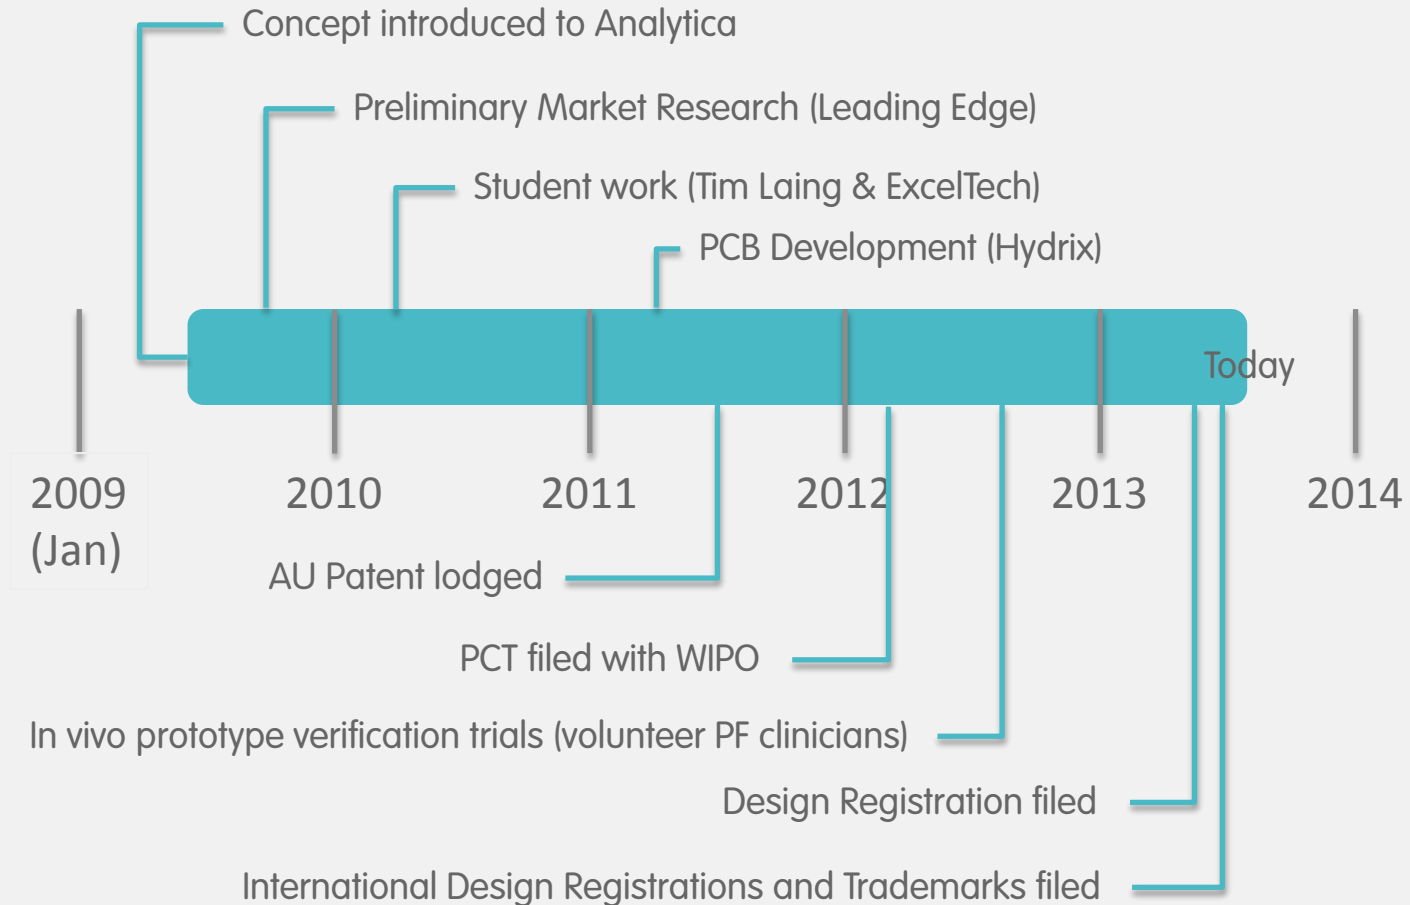 Concept introduced to Analytica
Preliminary Market Research (Leading Edge)
Student work (Tim Laing & ExcelTech)
PCB Development (Hydrix)
Today
2009
(Jan)
2010
2011
2012
2013
2014
AU Patent lodged
PCT filed with WIPO
In vivo prototype verification trials (volunteer PF clinicians)
Design Registration filed
International Design Registrations and Trademarks filed